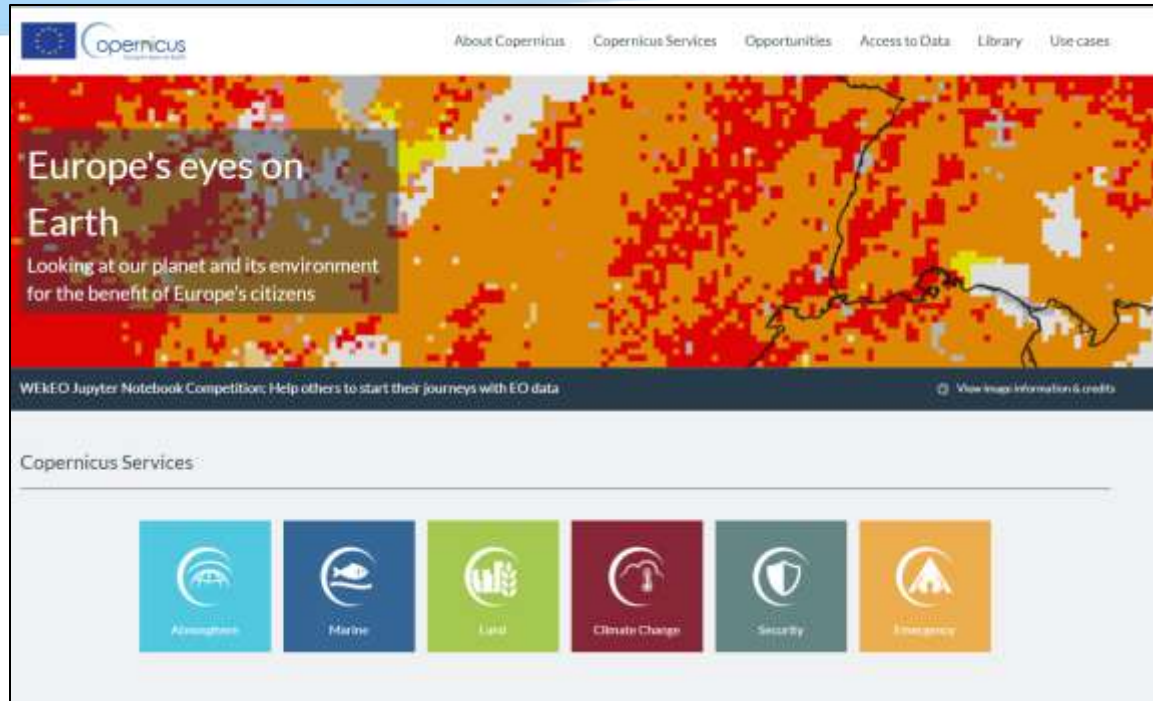 opernicus
About Copernicus Copernicus Services Opportunities Access to Data Library Use cases
Europe's eyes on
Earth
Looking at our planet and its environment
for the benefit of Europe's citizens
WEkEO Jupyter Notebook Competition: Help others to start their journeys with EO data
View image information & credits
Copernicus Services
Atmosphere Marine Land Climate Change Security Emergency